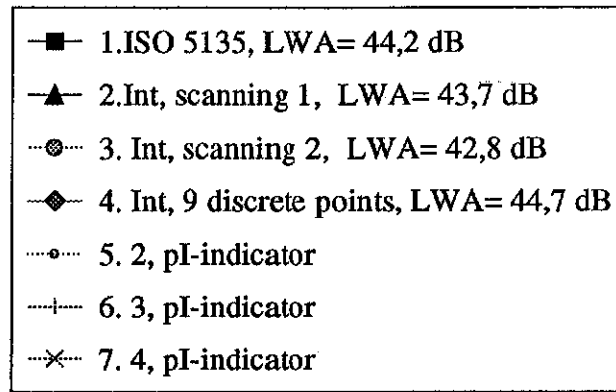 1.ISO 5135, LWA= 44,2 dB
2.Int, scanning 1, LWA= 43,7 dB
3. Int, scanning 2, LWA= 42,8 dB
4. Int, 9 discrete points, LWA= 44,7 dB
5. 2, pI-indicator
6. 3, pI-indicator
7. 4, pI-indicator